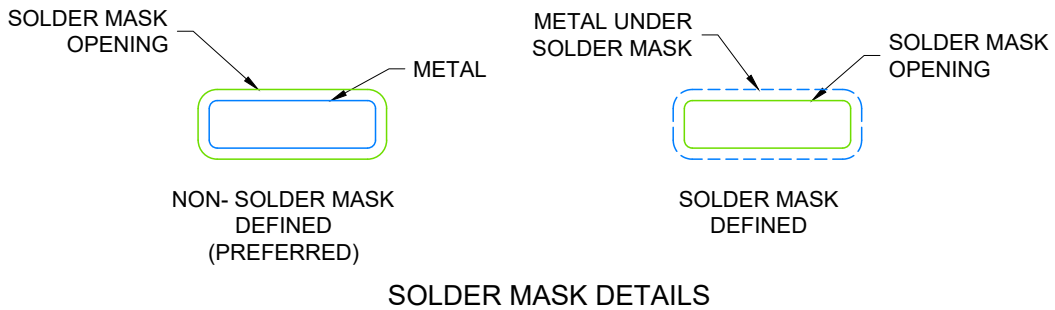 SOLDER MASK
OPENING
METAL
NON- SOLDER MASK
DEFINED
(PREFERRED)
METAL UNDER
SOLDER MASK
SOLDER MASK
OPENING
SOLDER MASK
DEFINED
SOLDER MASK DETAILS